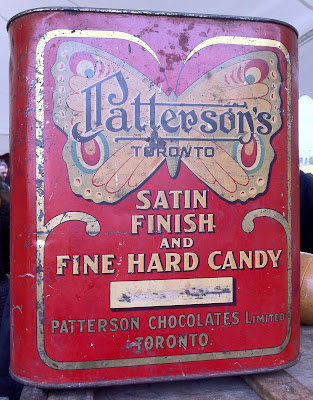 Patterson's
TORONTO
SATIN
FINISH
AND
FINE HARD CANDY
PATTERSON CHOCOLATES LIMITED
TORONTO